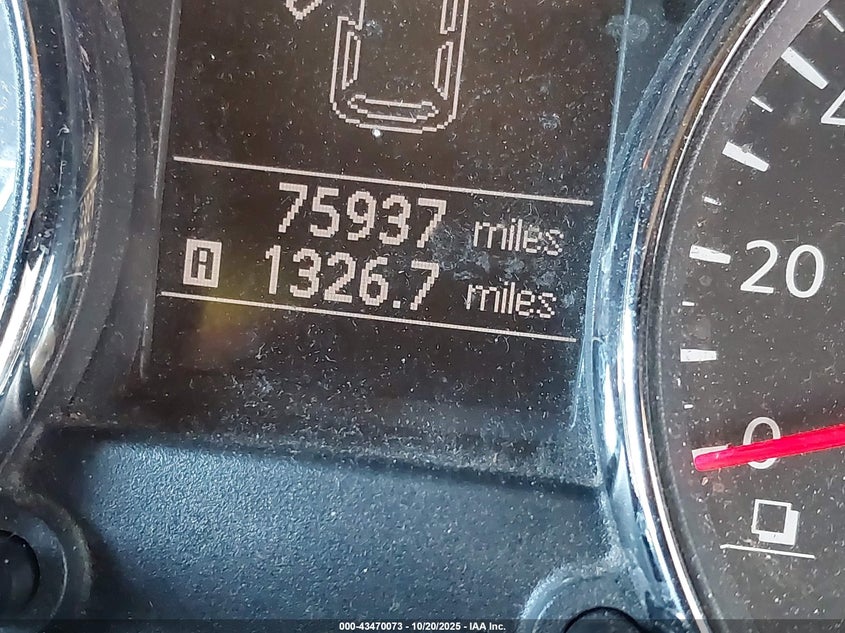 75937 miles
A 1326.7 miles
20
0
000-43470073 - 10/20/2025 - IAA Inc.